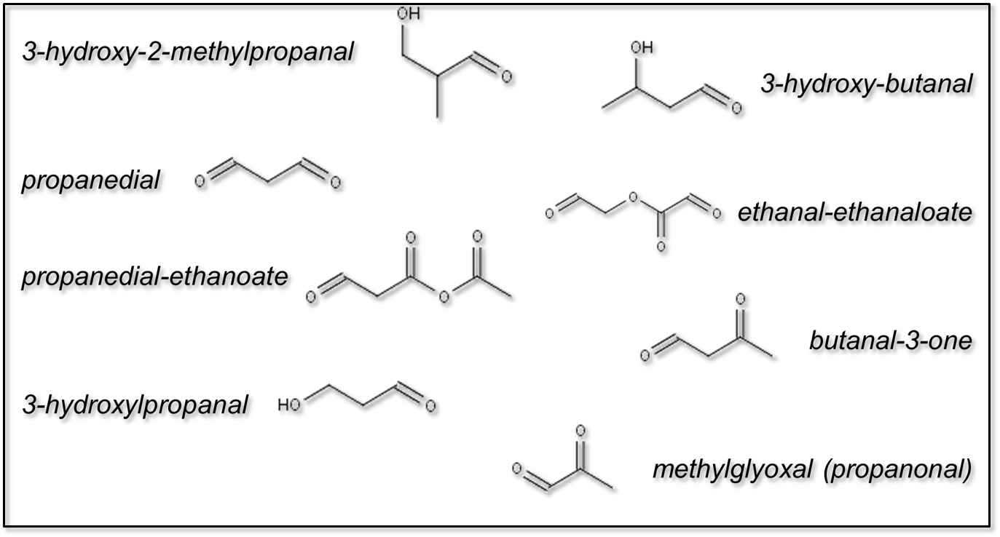 OH
3-hydroxy-2-methylpropanal
O
OH
3-hydroxy-butanal
O
propanedial
O
O
O
O
O
O
ethanal-ethanaloate
O
O
propanedial-ethanoate
O
O
O
butanal-3-one
O
3-hydroxylpropanal
HO
O
O
O
methylglyoxal (propanonal)